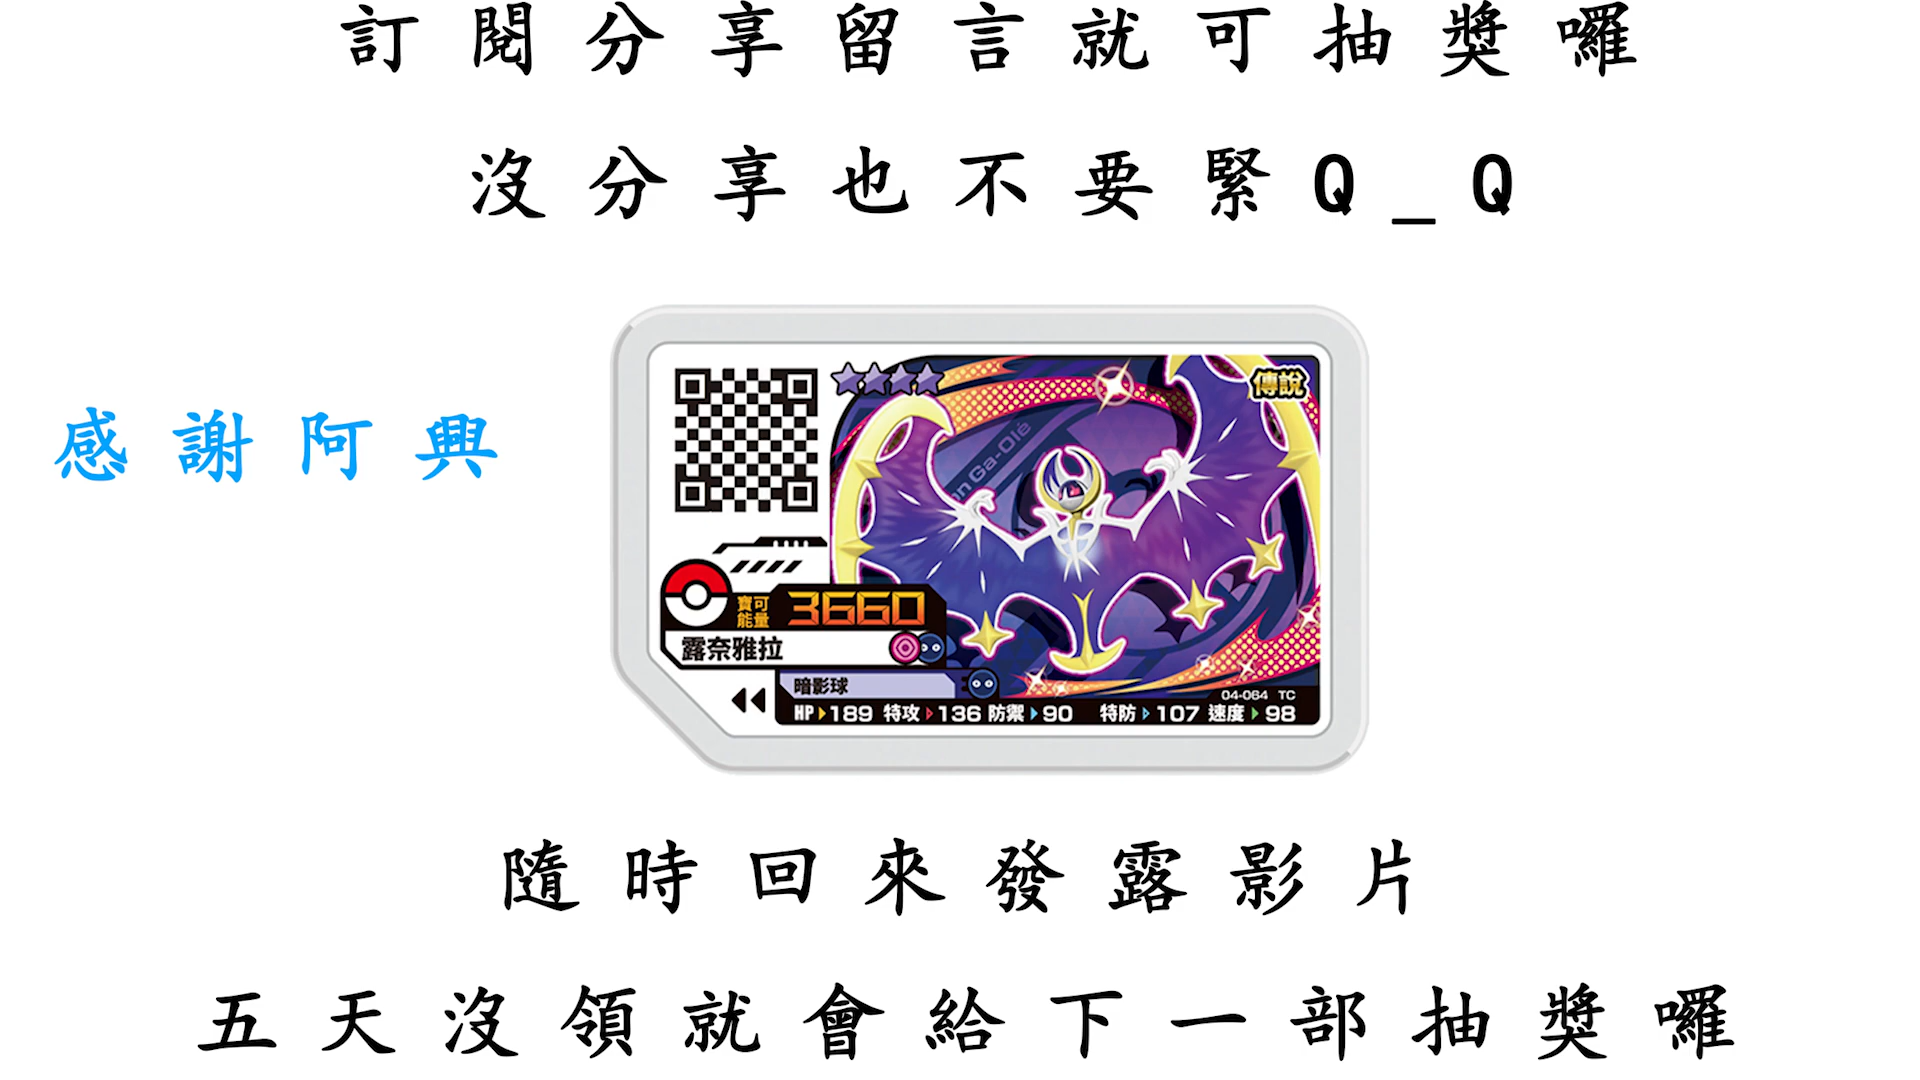 訂閱分享留言就可抽獎囉
沒分享也不要緊Q_Q
感謝阿興
傳說
on Ga-Olé
寶可能量 3660
露奈雅拉
暗影球
04-064 TC
HP 189 特攻 136 防禦 90 特防 107 速度 98
隨時回來發露影片
五天沒領就會給下一部抽獎囉